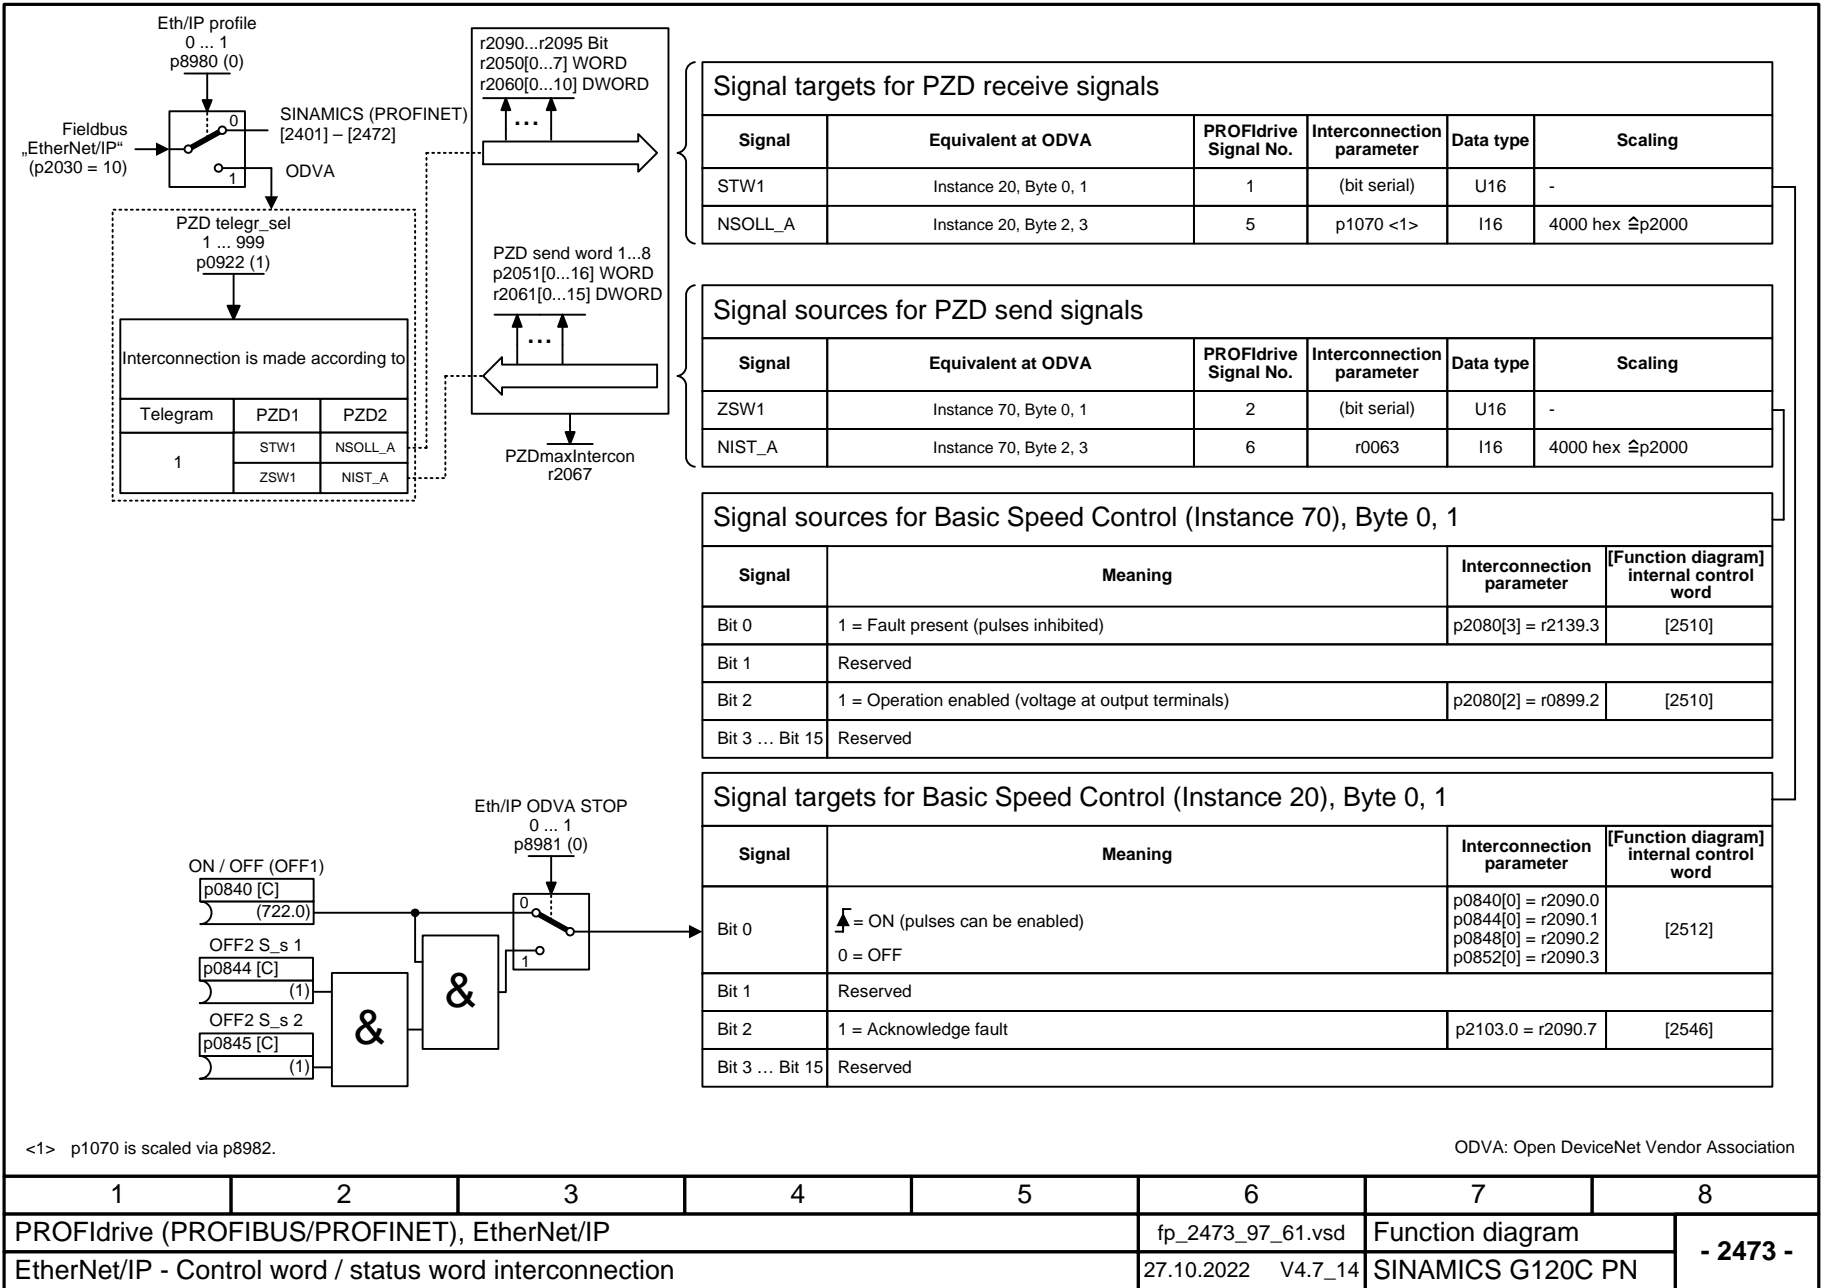 Eth/IP profile
0 ... 1
p8980 (0)
Fieldbus
„EtherNet/IP“
(p2030 = 10)
0
1
SINAMICS (PROFINET)
[2401] – [2472]
ODVA
PZD telegr_sel
1 ... 999
p0922 (1)
Interconnection is made according to
Telegram PZD1 PZD2
1 STW1 NSOLL_A
ZSW1 NIST_A
r2090...r2095 Bit
r2050[0...7] WORD
r2060[0...10] DWORD
...
PZD send word 1...8
p2051[0...16] WORD
r2061[0...15] DWORD
...
PZDmaxIntercon
r2067
Signal targets for PZD receive signals
Signal Equivalent at ODVA PROFIdrive Signal No. Interconnection parameter Data type Scaling
STW1 Instance 20, Byte 0, 1 1 (bit serial) U16 -
NSOLL_A Instance 20, Byte 2, 3 5 p1070 <1> I16 4000 hex ≙p2000
Signal sources for PZD send signals
Signal Equivalent at ODVA PROFIdrive Signal No. Interconnection parameter Data type Scaling
ZSW1 Instance 70, Byte 0, 1 2 (bit serial) U16 -
NIST_A Instance 70, Byte 2, 3 6 r0063 I16 4000 hex ≙p2000
Signal sources for Basic Speed Control (Instance 70), Byte 0, 1
Signal Meaning Interconnection parameter [Function diagram] internal control word
Bit 0 1 = Fault present (pulses inhibited) p2080[3] = r2139.3 [2510]
Bit 1 Reserved
Bit 2 1 = Operation enabled (voltage at output terminals) p2080[2] = r0899.2 [2510]
Bit 3 … Bit 15 Reserved
Eth/IP ODVA STOP
0 ... 1
p8981 (0)
ON / OFF (OFF1)
p0840 [C]
(722.0)
OFF2 S_s 1
p0844 [C]
(1)
OFF2 S_s 2
p0845 [C]
(1)
&
&
0
1
Signal targets for Basic Speed Control (Instance 20), Byte 0, 1
Signal Meaning Interconnection parameter [Function diagram] internal control word
Bit 0 = ON (pulses can be enabled)
0 = OFF
p0840[0] = r2090.0
p0844[0] = r2090.1
p0848[0] = r2090.2
p0852[0] = r2090.3
[2512]
Bit 1 Reserved
Bit 2 1 = Acknowledge fault p2103.0 = r2090.7 [2546]
Bit 3 … Bit 15 Reserved
<1> p1070 is scaled via p8982.
ODVA: Open DeviceNet Vendor Association
1 2 3 4 5 6 7 8
PROFIdrive (PROFIBUS/PROFINET), EtherNet/IP fp_2473_97_61.vsd Function diagram
- 2473 -
EtherNet/IP - Control word / status word interconnection 27.10.2022 V4.7_14 SINAMICS G120C PN